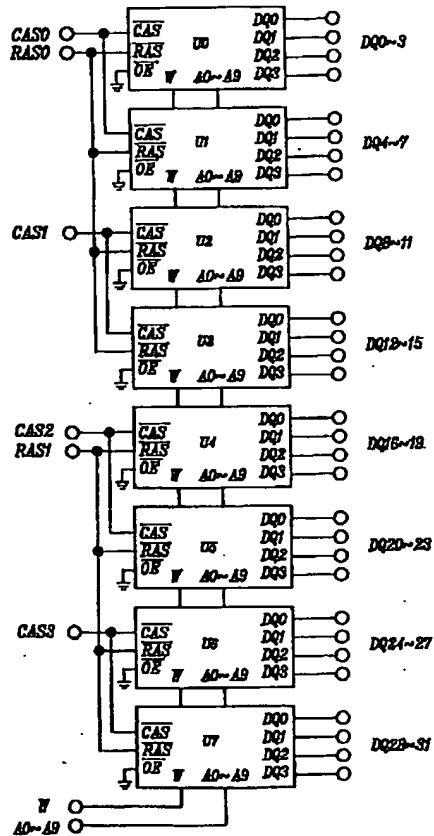 CAS0
RAS0
CAS
RAS
OE
U0
W A0~A9
DQ0
DQ1
DQ2
DQ3
DQ0~3
CAS
RAS
OE
U1
W A0~A9
DQ0
DQ1
DQ2
DQ3
DQ4~7
CAS1
CAS
RAS
OE
U2
W A0~A9
DQ0
DQ1
DQ2
DQ3
DQ8~11
CAS
RAS
OE
U3
W A0~A9
DQ0
DQ1
DQ2
DQ3
DQ12~15
CAS2
RAS1
CAS
RAS
OE
U4
W A0~A9
DQ0
DQ1
DQ2
DQ3
DQ16~19
CAS
RAS
OE
U5
W A0~A9
DQ0
DQ1
DQ2
DQ3
DQ20~23
CAS3
CAS
RAS
OE
U6
W A0~A9
DQ0
DQ1
DQ2
DQ3
DQ24~27
CAS
RAS
OE
U7
W A0~A9
DQ0
DQ1
DQ2
DQ3
DQ28~31
W
A0~A9